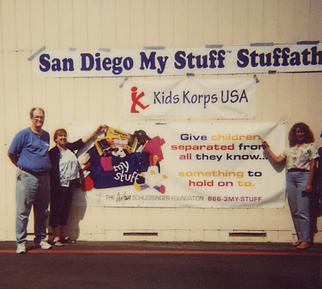 San Diego My Stuff™ Stuffath
Kids Korps USA
my
stuff
Give children
separated from
all they know...
something to
hold on to.
THE SCHLESSINGER FOUNDATION 866-3MY-STUFF